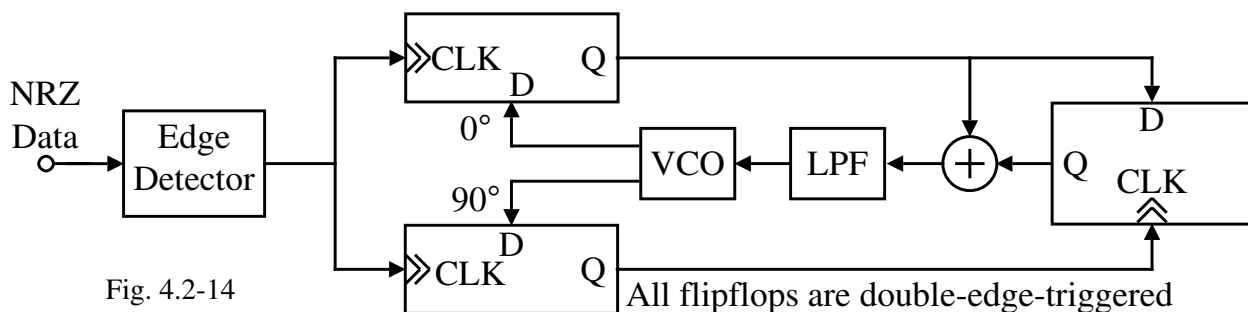 NRZ
Data
Edge
Detector
CLK
Q
D
0°
90°
VCO
LPF
+
D
Q
CLK
D
CLK
Q
Fig. 4.2-14
All flipflops are double-edge-triggered